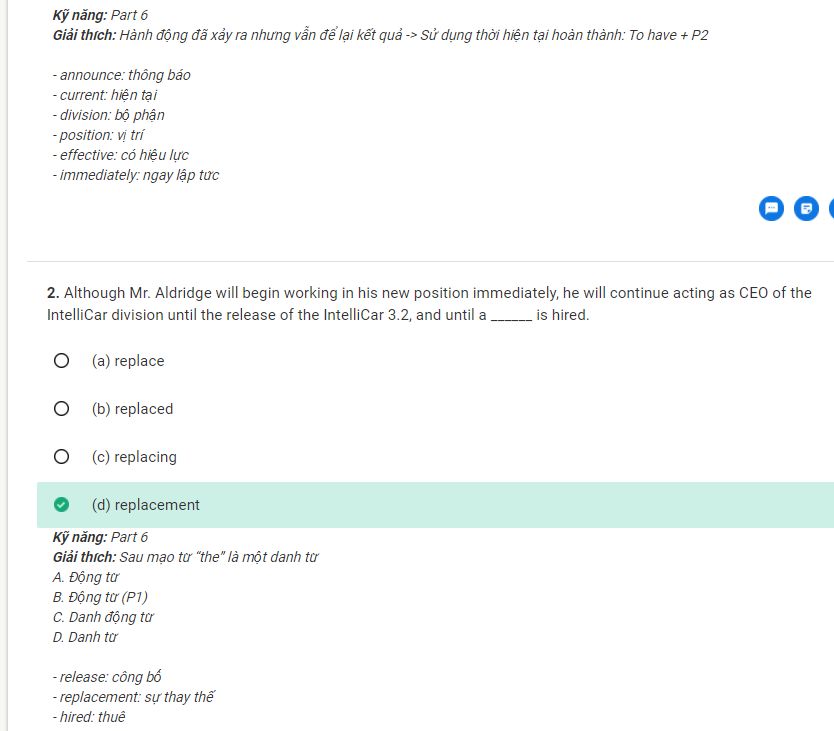 Kỹ năng: Part 6
Giải thích: Hành động đã xảy ra nhưng vẫn để lại kết quả -> Sử dụng thời hiện tại hoàn thành: To have + P2
- announce: thông báo
- current: hiện tại
- division: bộ phận
- position: vị trí
- effective: có hiệu lực
- immediately: ngay lập tức
2. Although Mr. Aldridge will begin working in his new position immediately, he will continue acting as CEO of the
IntelliCar division until the release of the IntelliCar 3.2, and until a ______ is hired.
(a) replace
(b) replaced
(c) replacing
(d) replacement
Kỹ năng: Part 6
Giải thích: Sau mạo từ “the” là một danh từ
A. Động từ
B. Động từ (P1)
C. Danh động từ
D. Danh từ
- release: công bố
- replacement: sự thay thế
- hired: thuê